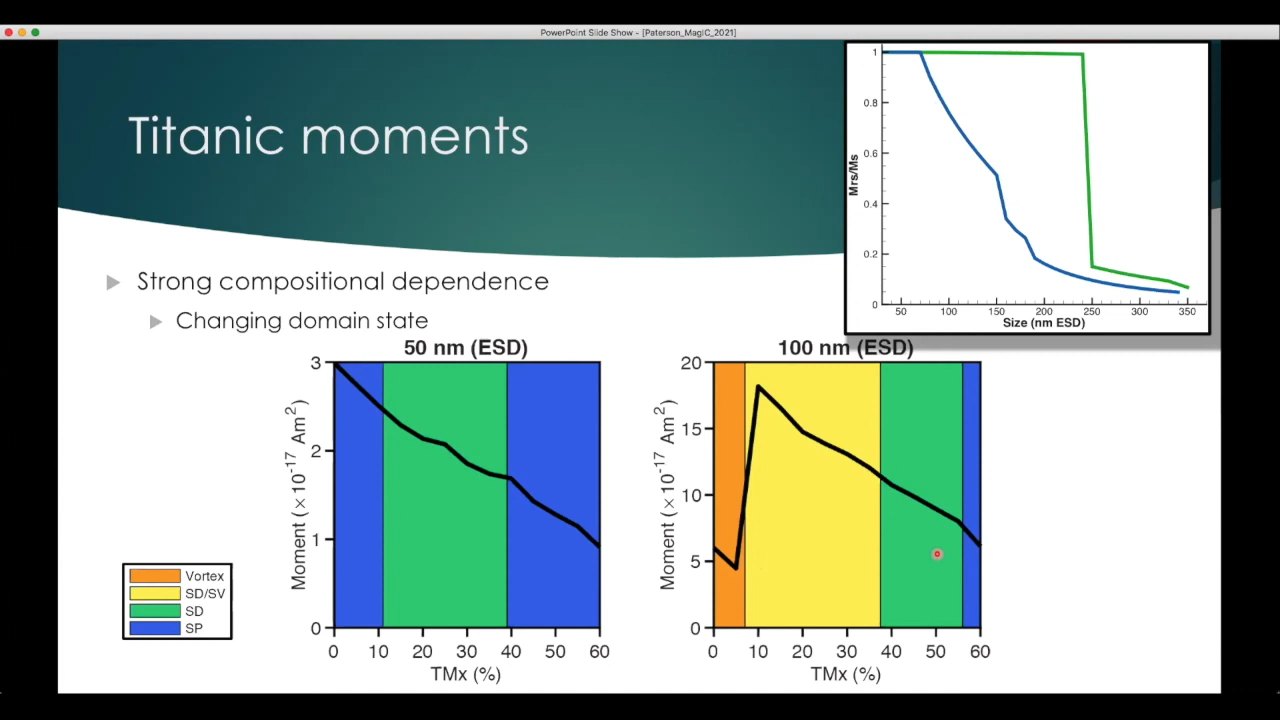 PowerPoint Slide Show - [Paterson_MagIC_2021]
Titanic moments
Strong compositional dependence
Changing domain state
Mrs/Ms
1
0.8
0.6
0.4
0.2
0
50 100 150 200 250 300 350
Size (nm ESD)
50 nm (ESD)
Moment (×10⁻¹⁷ Am²)
3
2
1
0
0 10 20 30 40 50 60
TMx (%)
100 nm (ESD)
Moment (×10⁻¹⁷ Am²)
20
15
10
5
0
0 10 20 30 40 50 60
TMx (%)
Vortex
SD/SV
SD
SP